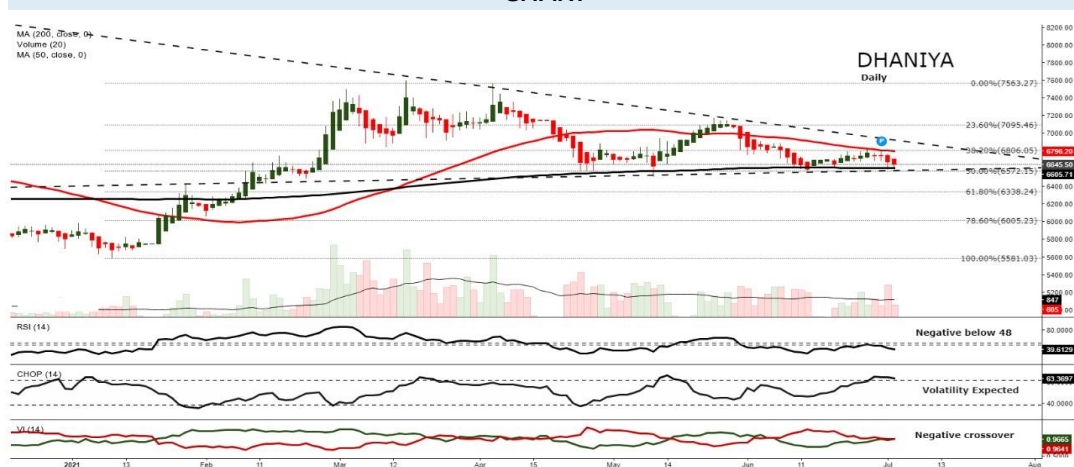 MA (200, close, 0)
Volume (20)
MA (50, close, 0)
DHANIYA
Daily
8200.00
8000.00
7800.00
7600.00
7400.00
7200.00
7000.00
6800.00
6400.00
6200.00
6000.00
5800.00
5600.00
5400.00
5200.00
0.00%(7563.27)
23.60%(7095.46)
38.20%(6806.05)
50.00%(6572.15)
61.80%(6338.24)
78.60%(6005.23)
100.00%(5581.03)
6796.20
6645.50
6605.71
P
847
605
RSI (14)
Negative below 48
80.0000
39.6129
CHOP (14)
Volatility Expected
63.3697
40.0000
VI (14)
Negative crossover
0.9665
0.9641
2021
13
Feb
11
Mar
12
Apr
15
May
14
Jun
11
Jul
13
Aug